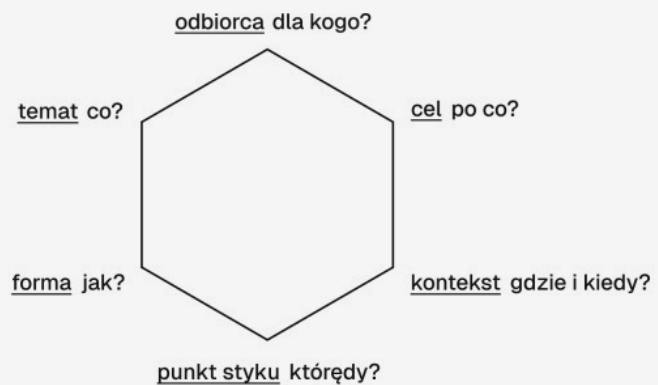 odbiorca dla kogo?
temat co?
cel po co?
forma jak?
kontekst gdzie i kiedy?
punkt styku którędy?